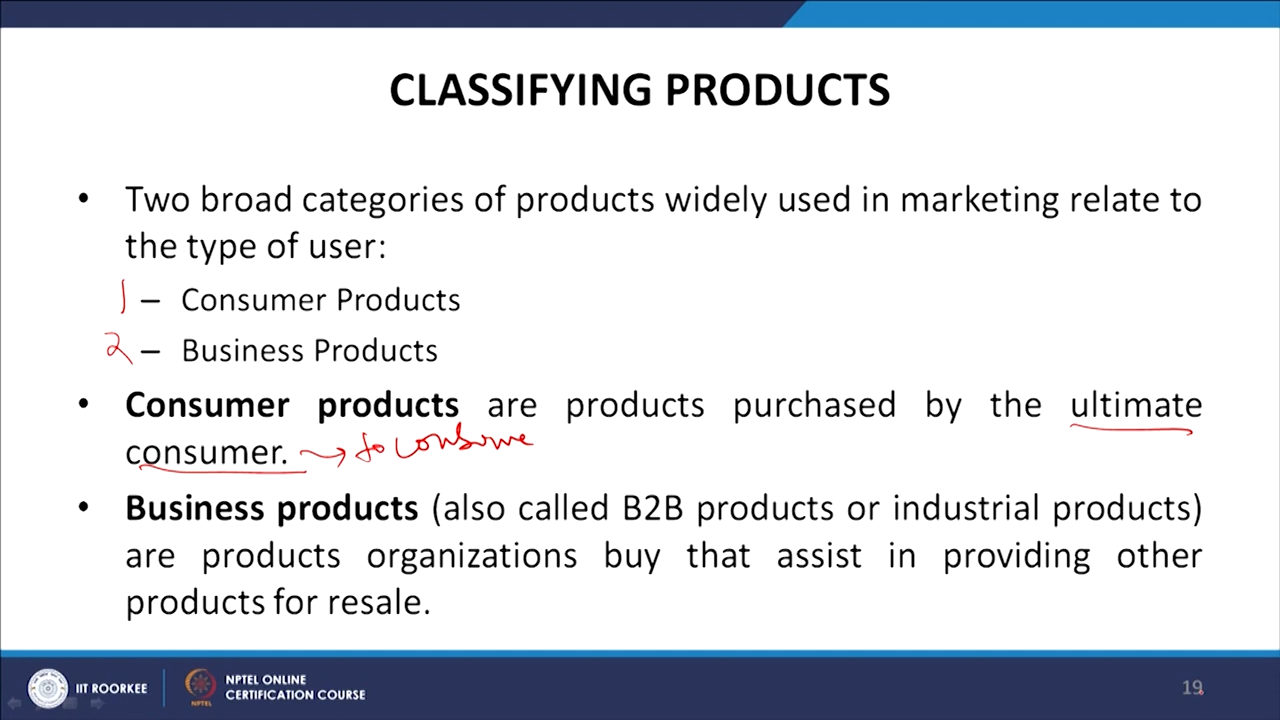 CLASSIFYING PRODUCTS
• Two broad categories of products widely used in marketing relate to
the type of user:
1 – Consumer Products
2 – Business Products
• Consumer products are products purchased by the ultimate
consumer. → to consume
• Business products (also called B2B products or industrial products)
are products organizations buy that assist in providing other
products for resale.
IIT ROORKEE
NPTEL ONLINE
CERTIFICATION COURSE
NPTEL
19